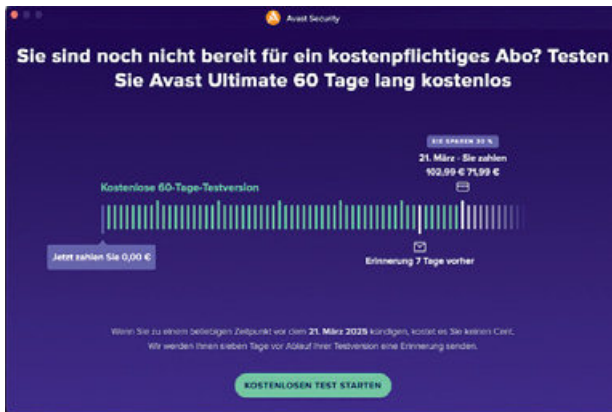 Avast Security
Sie sind noch nicht bereit für ein kostenpflichtiges Abo? Testen
Sie Avast Ultimate 60 Tage lang kostenlos
SIE SPAREN 30 %
21. März - Sie zahlen
102,99 € 71,99 €
Kostenlose 60-Tage-Testversion
Jetzt zahlen Sie 0,00 €
Erinnerung 7 Tage vorher
Wenn Sie zu einem beliebigen Zeitpunkt vor dem 21. März 2025 kündigen, kostet es Sie keinen Cent.
Wir werden Ihnen sieben Tage vor Ablauf Ihrer Testversion eine Erinnerung senden.
KOSTENLOSEN TEST STARTEN